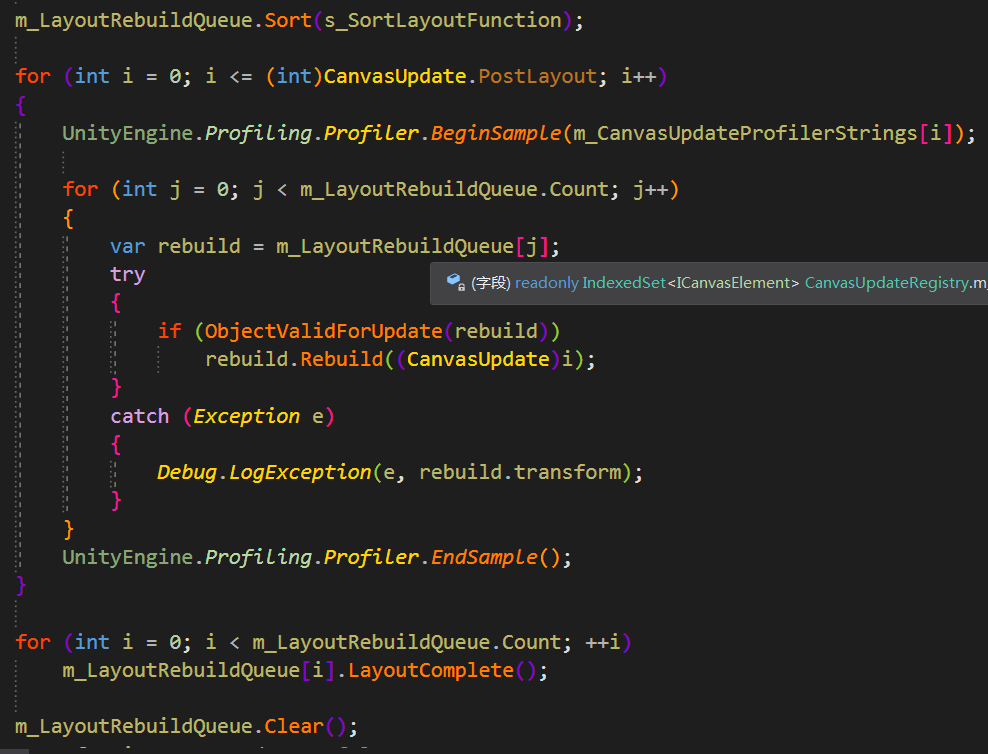 m_LayoutRebuildQueue.Sort(s_SortLayoutFunction);
for (int i = 0; i <= (int)CanvasUpdate.PostLayout; i++)
{
UnityEngine.Profiling.Profiler.BeginSample(m_CanvasUpdateProfilerStrings[i]);
for (int j = 0; j < m_LayoutRebuildQueue.Count; j++)
{
var rebuild = m_LayoutRebuildQueue[j];
try
(字段) readonly IndexedSet<ICanvasElement> CanvasUpdateRegistry.m_
{
if (ObjectValidForUpdate(rebuild))
rebuild.Rebuild((CanvasUpdate)i);
}
catch (Exception e)
{
Debug.LogException(e, rebuild.transform);
}
}
UnityEngine.Profiling.Profiler.EndSample();
}
for (int i = 0; i < m_LayoutRebuildQueue.Count; ++i)
m_LayoutRebuildQueue[i].LayoutComplete();
m_LayoutRebuildQueue.Clear();